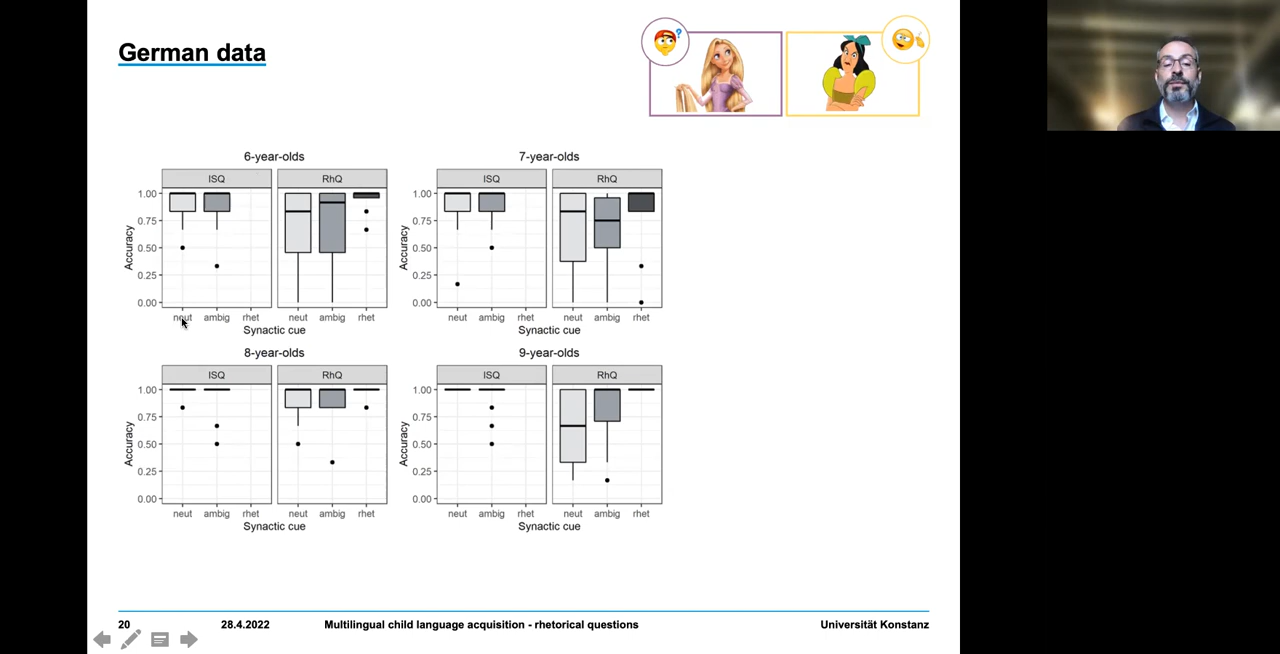 German data
?
6-year-olds
ISQ RhQ
Accuracy
1.00
0.75
0.50
0.25
0.00
neut ambig rhet neut ambig rhet
Synactic cue
7-year-olds
ISQ RhQ
Accuracy
1.00
0.75
0.50
0.25
0.00
neut ambig rhet neut ambig rhet
Synactic cue
8-year-olds
ISQ RhQ
Accuracy
1.00
0.75
0.50
0.25
0.00
neut ambig rhet neut ambig rhet
Synactic cue
9-year-olds
ISQ RhQ
Accuracy
1.00
0.75
0.50
0.25
0.00
neut ambig rhet neut ambig rhet
Synactic cue
20 28.4.2022 Multilingual child language acquisition - rhetorical questions Universität Konstanz